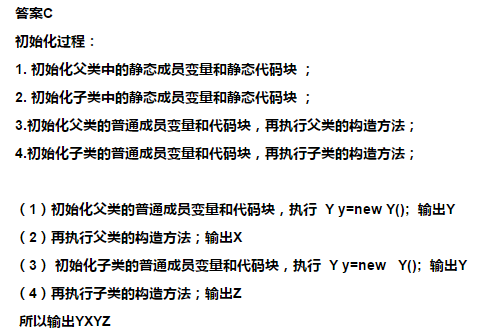 答案C
初始化过程：
1. 初始化父类中的静态成员变量和静态代码块 ；
2. 初始化子类中的静态成员变量和静态代码块 ；
3.初始化父类的普通成员变量和代码块，再执行父类的构造方法；
4.初始化子类的普通成员变量和代码块，再执行子类的构造方法；
（1）初始化父类的普通成员变量和代码块，执行 Y y=new Y(); 输出Y
（2）再执行父类的构造方法；输出X
（3） 初始化子类的普通成员变量和代码块，执行 Y y=new Y(); 输出Y
（4）再执行子类的构造方法；输出Z
所以输出YXYZ